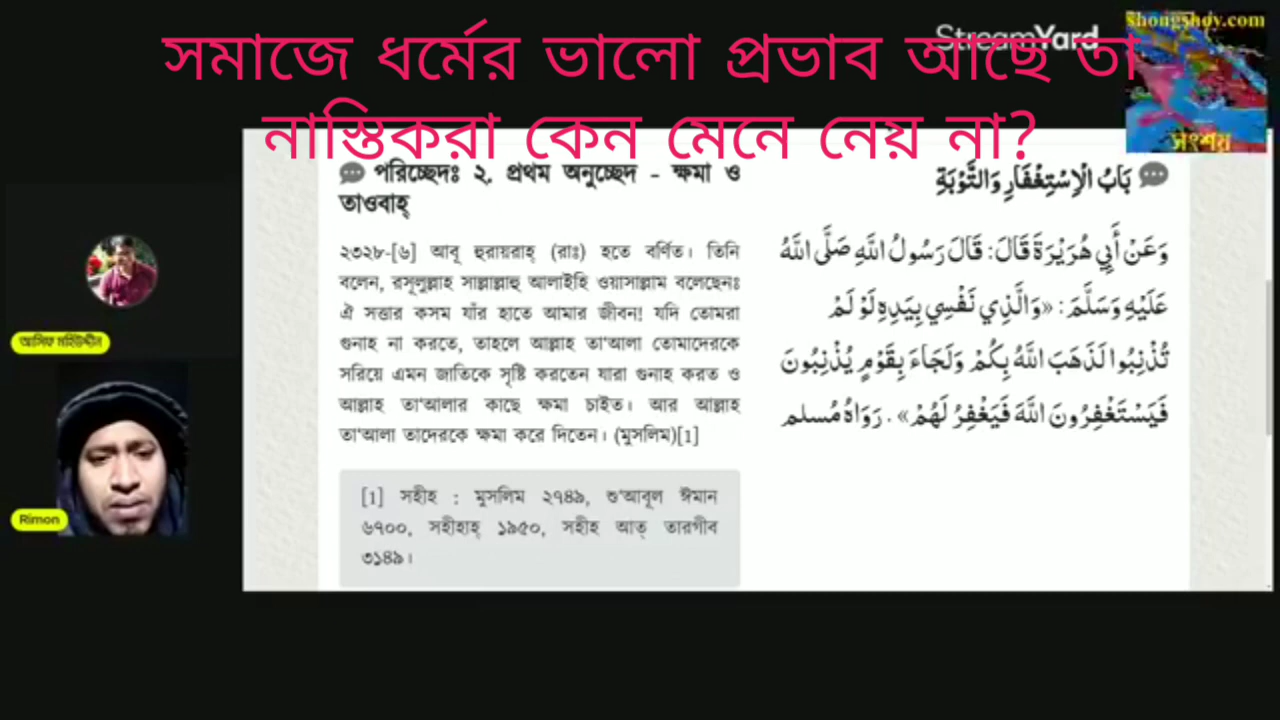 Shongshoy.com
StreamYard
সমাজে ধর্মের ভালো প্রভাব আছে তা
নাস্তিকরা কেন মেনে নেয় না?
সংশয়
পরিচ্ছেদঃ ২. প্রথম অনুচ্ছেদ - ক্ষমা ও
তাওবাহ্
২৩২৮-[৬] আবূ হুরায়রাহ্ (রাঃ) হতে বর্ণিত। তিনি
বলেন, রসূলুল্লাহ সাল্লাল্লাহু আলাইহি ওয়াসাল্লাম বলেছেনঃ
ঐ সত্তার কসম যাঁর হাতে আমার জীবন! যদি তোমরা
গুনাহ না করতে, তাহলে আল্লাহ তা'আলা তোমাদেরকে
সরিয়ে এমন জাতিকে সৃষ্টি করতেন যারা গুনাহ করত ও
আল্লাহ তা'আলার কাছে ক্ষমা চাইত। আর আল্লাহ
তা'আলা তাদেরকে ক্ষমা করে দিতেন। (মুসলিম)[1]
[1] সহীহ : মুসলিম ২৭৪৯, শু'আবূল ঈমান
৬৭০০, সহীহাহ্ ১৯৫০, সহীহ আত্ তারগীব
৩১৪৯।
بَابُ الْاِسْتِغْفَارِ وَالتَّوْبَةِ
وَعَنْ أَبِي هُرَيْرَةَ قَالَ: قَالَ رَسُولُ اللَّهِ صَلَّى اللَّهُ
عَلَيْهِ وَسَلَّمَ: «وَالَّذِي نَفْسِي بِيَدِهِ لَوْ لَمْ
تُذْنِبُوا لَذَهَبَ اللَّهُ بِكُمْ وَلَجَاءَ بِقَوْمٍ يُذْنِبُونَ
فَيَسْتَغْفِرُونَ اللَّهَ فَيَغْفِرُ لَهُمْ» . رَوَاهُ مُسلم
আসিফ মহিউদ্দীন
Rimon